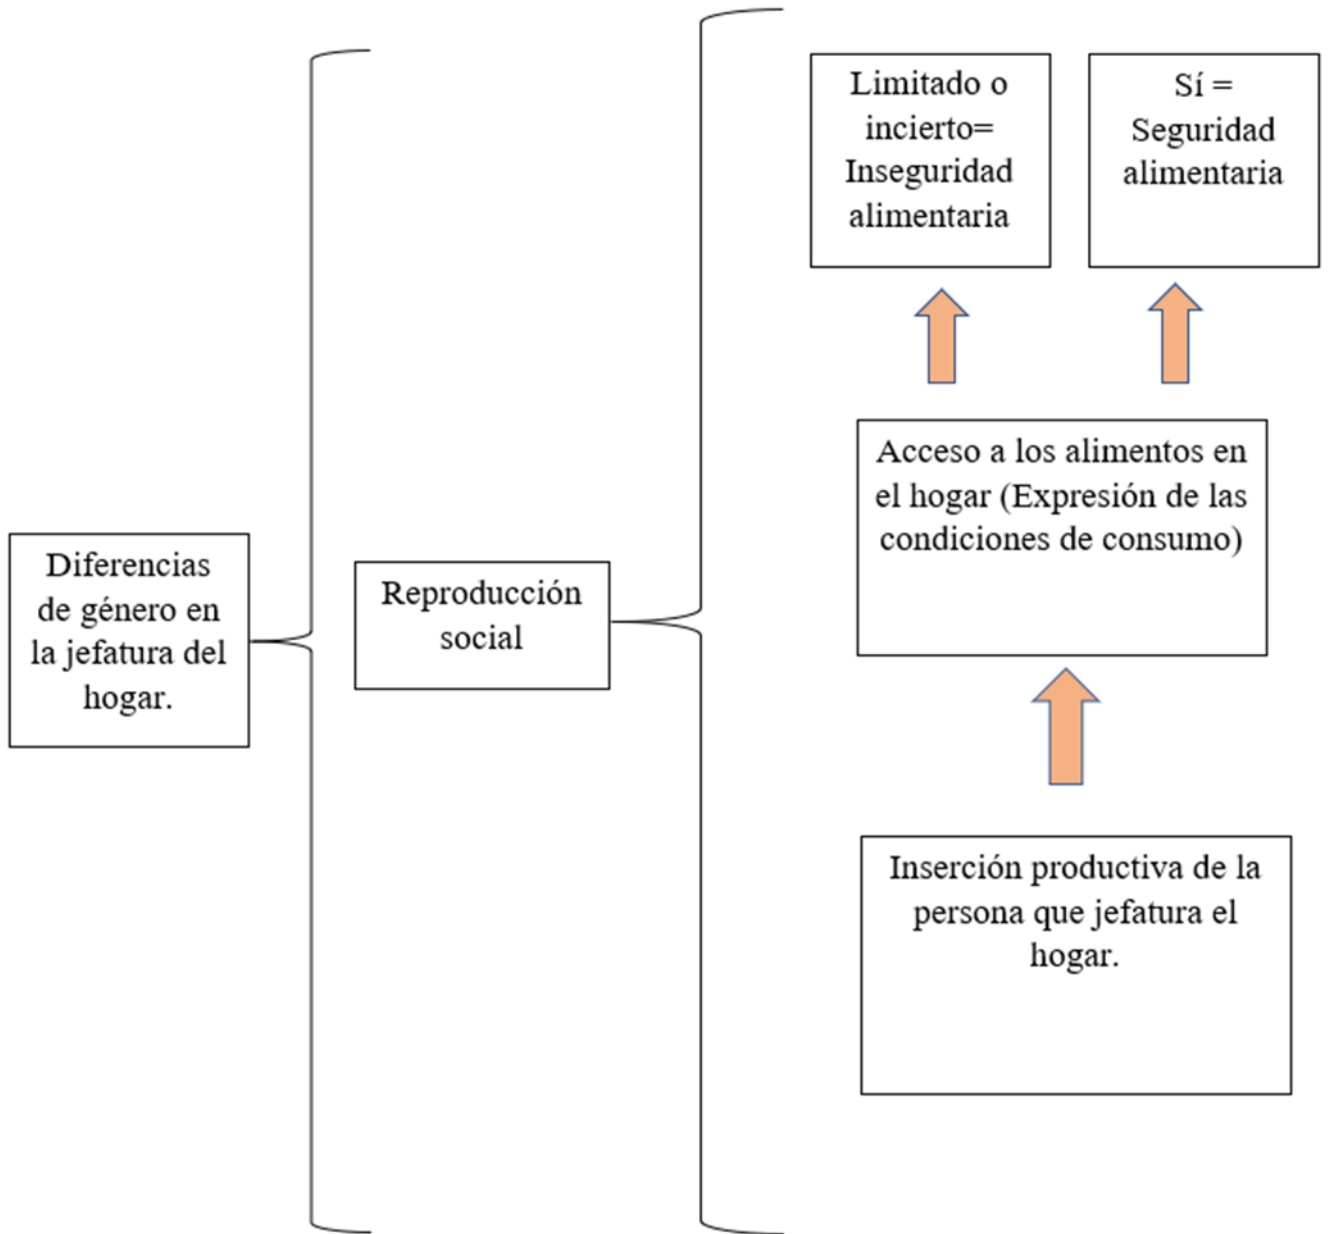 Diferencias
de género en
la jefatura del
hogar.
Reproducción
social
Limitado o
incierto=
Inseguridad
alimentaria
Sí =
Seguridad
alimentaria
Acceso a los alimentos en
el hogar (Expresión de las
condiciones de consumo)
Inserción productiva de la
persona que jefatura el
hogar.